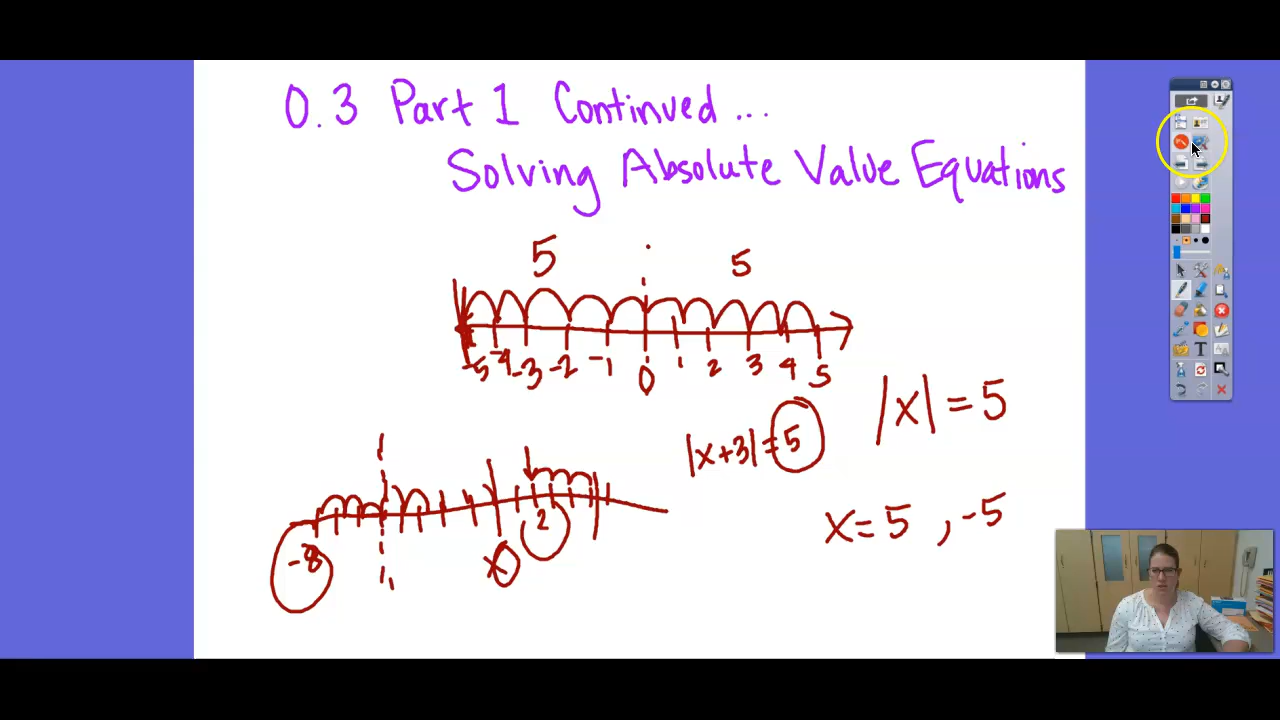 0.3 Part 1 Continued...
Solving Absolute Value Equations
5 5
-5 -4 -3 -2 -1 0 1 2 3 4 5
|x| = 5
|x+3| = 5
x = 5 , -5
-8 x 0 2